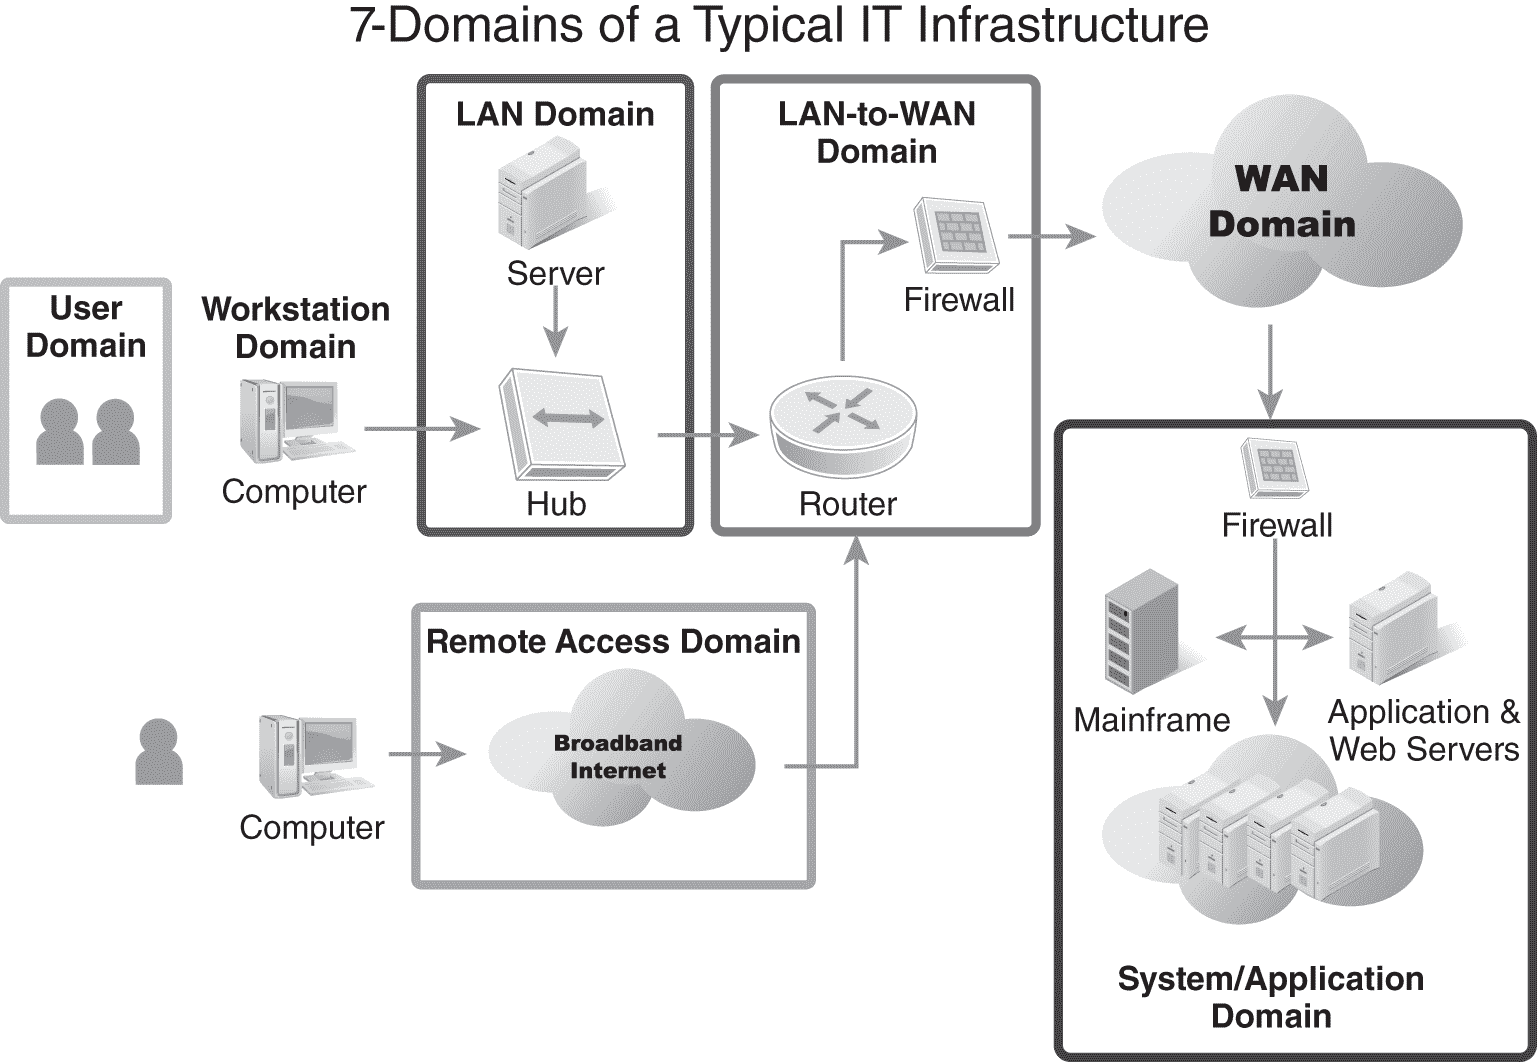 7-Domains of a Typical IT Infrastructure
User
Domain
Workstation
Domain
Computer
LAN Domain
Server
Hub
LAN-to-WAN
Domain
Firewall
Router
WAN
Domain
Remote Access Domain
Broadband
Internet
Computer
Firewall
Mainframe
Application &
Web Servers
System/Application
Domain